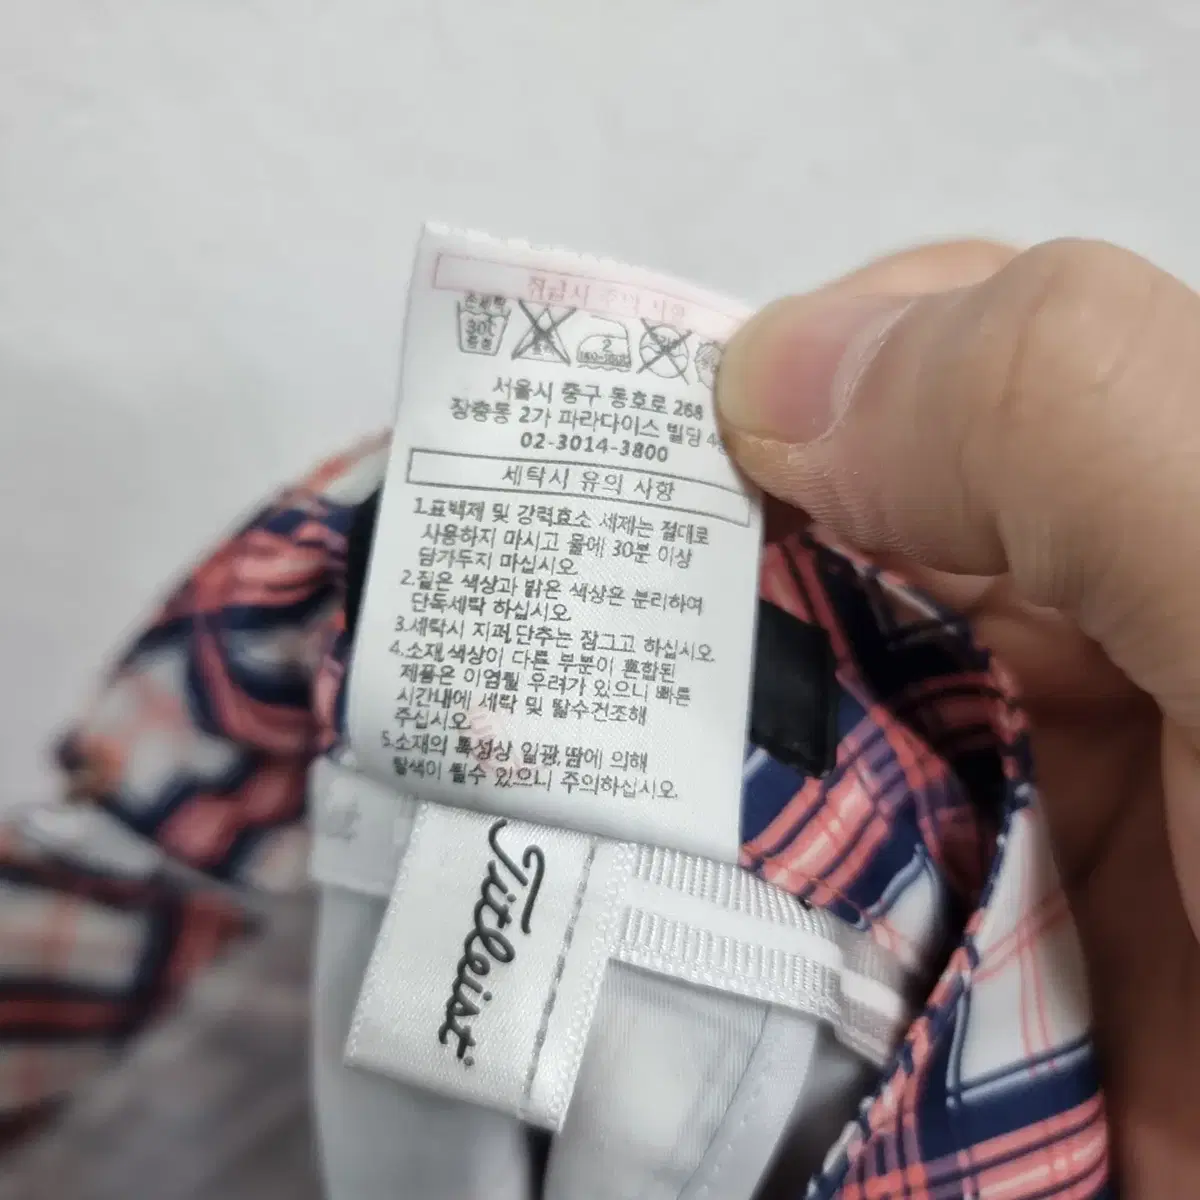 취급시 주의 사항
손세탁
30℃
중성
2
180-150℃
서울시 중구 동호로 268
장충동 2가 파라다이스 빌딩 4층
02-3014-3800
세탁시 유의 사항
1.표백제 및 강력효소 세제는 절대로
사용하지 마시고 물에 30분 이상
담가두지 마십시오.
2.짙은 색상과 밝은 색상은 분리하여
단독세탁 하십시오.
3.세탁시 지퍼,단추는 잠그고 하십시오.
4.소재,색상이 다른 부분이 혼합된
제품은 이염될 우려가 있으니 빠른
시간내에 세탁 및 탈수건조해
주십시오.
5.소재의 특성상 일광,땀에 의해
탈색이 될수 있으니 주의하십시오.
Titleist